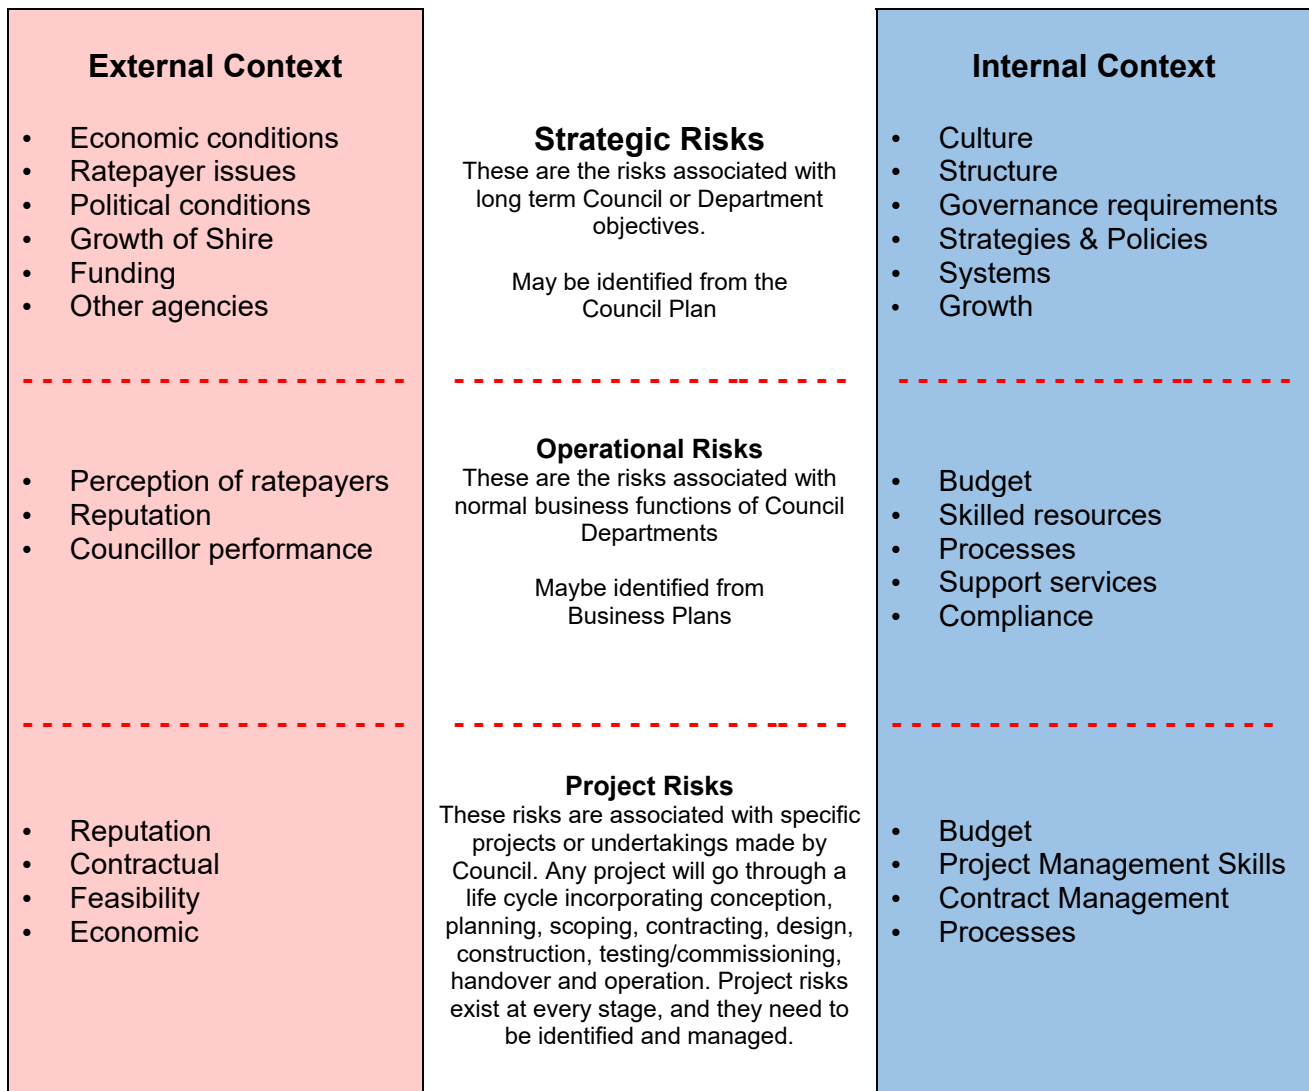 External Context
• Economic conditions
• Ratepayer issues
• Political conditions
• Growth of Shire
• Funding
• Other agencies
Strategic Risks
These are the risks associated with
long term Council or Department
objectives.
May be identified from the
Council Plan
Internal Context
• Culture
• Structure
• Governance requirements
• Strategies & Policies
• Systems
• Growth
• Perception of ratepayers
• Reputation
• Councillor performance
Operational Risks
These are the risks associated with
normal business functions of Council
Departments
Maybe identified from
Business Plans
• Budget
• Skilled resources
• Processes
• Support services
• Compliance
• Reputation
• Contractual
• Feasibility
• Economic
Project Risks
These risks are associated with specific
projects or undertakings made by
Council. Any project will go through a
life cycle incorporating conception,
planning, scoping, contracting, design,
construction, testing/commissioning,
handover and operation. Project risks
exist at every stage, and they need to
be identified and managed.
• Budget
• Project Management Skills
• Contract Management
• Processes